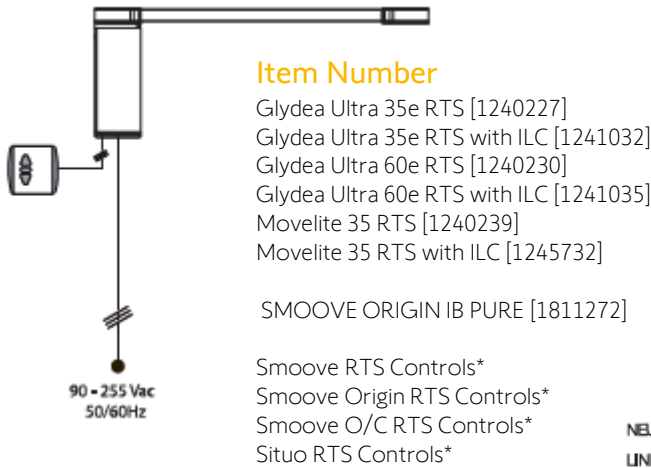 Item Number
Glydea Ultra 35e RTS [1240227]
Glydea Ultra 35e RTS with ILC [1241032]
Glydea Ultra 60e RTS [1240230]
Glydea Ultra 60e RTS with ILC [1241035]
Movelite 35 RTS [1240239]
Movelite 35 RTS with ILC [1245732]
SMOOVE ORIGIN IB PURE [1811272]
Smoove RTS Controls*
Smoove Origin RTS Controls*
Smoove O/C RTS Controls*
Situo RTS Controls*
90 - 255 Vac
50/60Hz